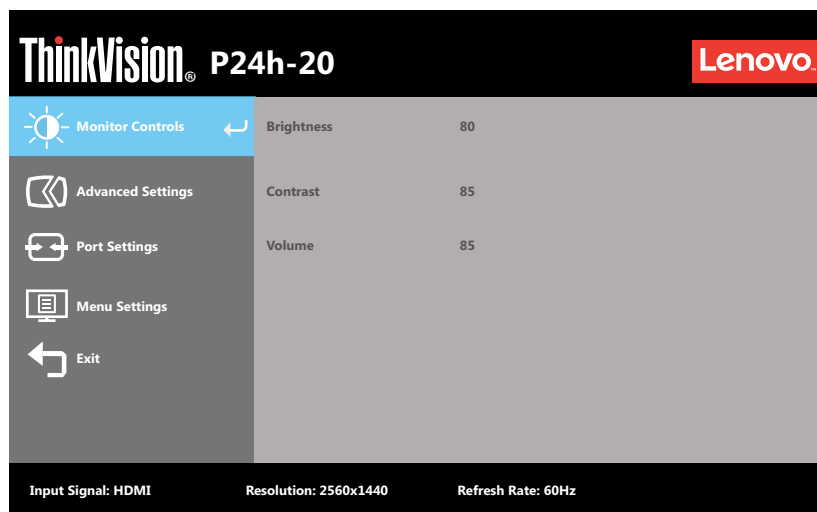 ThinkVision® P24h-20
Lenovo™
Monitor Controls Brightness 80
Advanced Settings Contrast 85
Port Settings Volume 85
Menu Settings
Exit
Input Signal: HDMI Resolution: 2560x1440 Refresh Rate: 60Hz